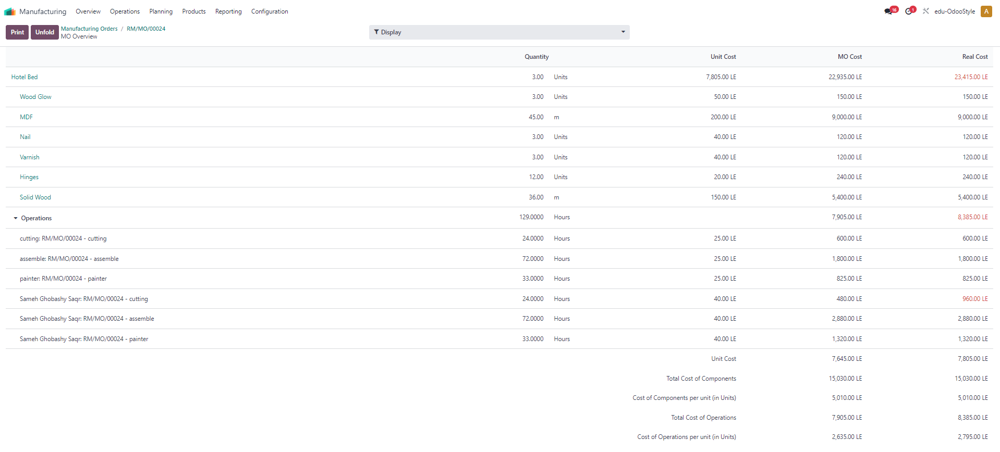 Manufacturing Overview Operations Planning Products Reporting Configuration 16 1 edu-OdooStyle A
Print Unfold Manufacturing Orders / RM/MO/00024
MO Overview
Display
Quantity Unit Cost MO Cost Real Cost
Hotel Bed 3.00 Units 7,805.00 LE 22,935.00 LE 23,415.00 LE
Wood Glow 3.00 Units 50.00 LE 150.00 LE 150.00 LE
MDF 45.00 m 200.00 LE 9,000.00 LE 9,000.00 LE
Nail 3.00 Units 40.00 LE 120.00 LE 120.00 LE
Varnish 3.00 Units 40.00 LE 120.00 LE 120.00 LE
Hinges 12.00 Units 20.00 LE 240.00 LE 240.00 LE
Solid Wood 36.00 m 150.00 LE 5,400.00 LE 5,400.00 LE
Operations 129.0000 Hours 7,905.00 LE 8,385.00 LE
cutting: RM/MO/00024 - cutting 24.0000 Hours 25.00 LE 600.00 LE 600.00 LE
assemble: RM/MO/00024 - assemble 72.0000 Hours 25.00 LE 1,800.00 LE 1,800.00 LE
painter: RM/MO/00024 - painter 33.0000 Hours 25.00 LE 825.00 LE 825.00 LE
Sameh Ghobashy Saqr: RM/MO/00024 - cutting 24.0000 Hours 40.00 LE 480.00 LE 960.00 LE
Sameh Ghobashy Saqr: RM/MO/00024 - assemble 72.0000 Hours 40.00 LE 2,880.00 LE 2,880.00 LE
Sameh Ghobashy Saqr: RM/MO/00024 - painter 33.0000 Hours 40.00 LE 1,320.00 LE 1,320.00 LE
Unit Cost 7,645.00 LE 7,805.00 LE
Total Cost of Components 15,030.00 LE 15,030.00 LE
Cost of Components per unit (in Units) 5,010.00 LE 5,010.00 LE
Total Cost of Operations 7,905.00 LE 8,385.00 LE
Cost of Operations per unit (in Units) 2,635.00 LE 2,795.00 LE